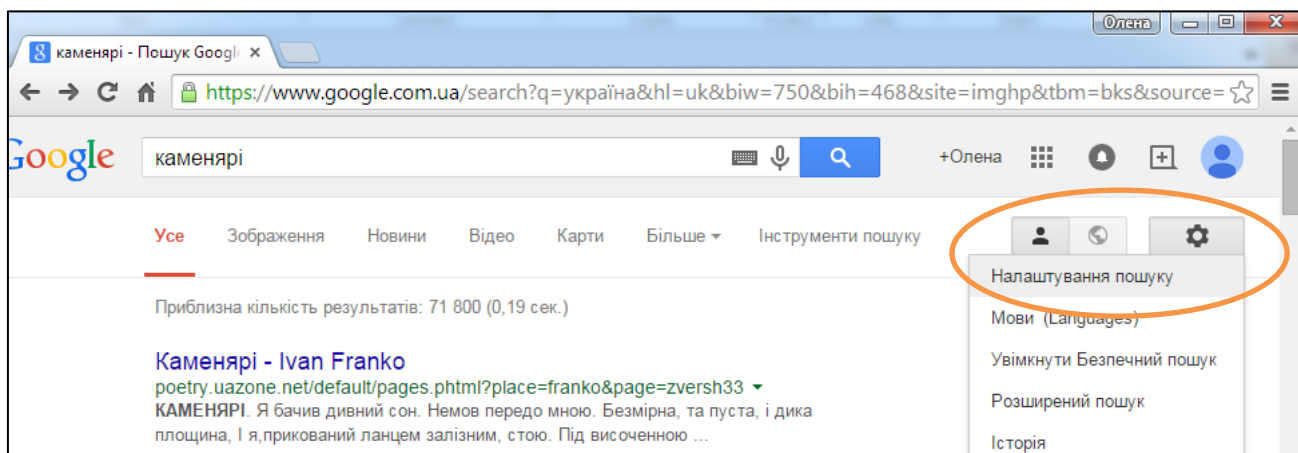 Олена
каменярі - Пошук Googl
https://www.google.com.ua/search?q=україна&hl=uk&biw=750&bih=468&site=imghp&tbm=bks&source=
Google каменярі +Олена
Усе Зображення Новини Відео Карти Більше Інструменти пошуку
Налаштування пошуку
Приблизна кількість результатів: 71 800 (0,19 сек.)
Мови (Languages)
Каменярі - Ivan Franko
Увімкнути Безпечний пошук
poetry.uazone.net/default/pages.phtml?place=franko&page=zversh33
КАМЕНЯРІ. Я бачив дивний сон. Немов передо мною. Безмірна, та пуста, і дика
Розширений пошук
площина, І я,прикований ланцем залізним, стою. Під височенною ...
Історія